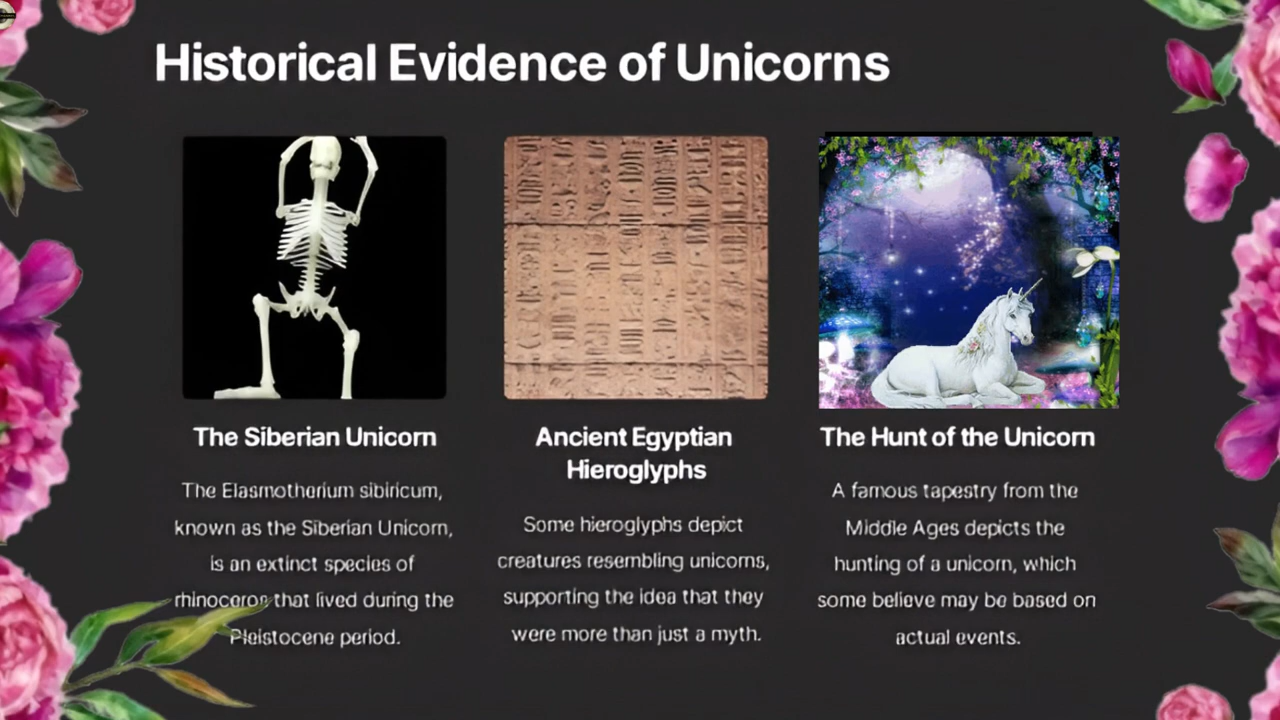 Historical Evidence of Unicorns
The Siberian Unicorn
The Elasmotherium sibiricum,
known as the Siberian Unicorn,
is an extinct species of
rhinoceros that lived during the
Pleistocene period.
Ancient Egyptian
Hieroglyphs
Some hieroglyphs depict
creatures resembling unicorns,
supporting the idea that they
were more than just a myth.
The Hunt of the Unicorn
A famous tapestry from the
Middle Ages depicts the
hunting of a unicorn, which
some believe may be based on
actual events.